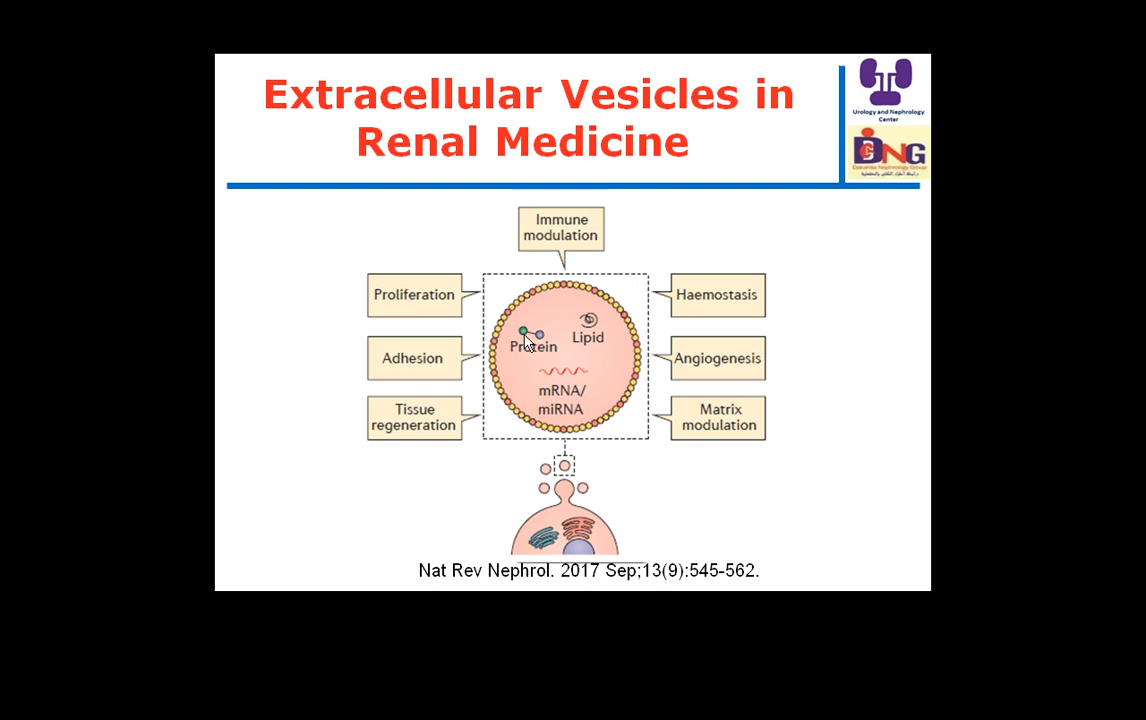 Extracellular Vesicles in
Renal Medicine
Urology and Nephrology
Center
Immune
modulation
Proliferation
Haemostasis
Protein
Lipid
Adhesion
Angiogenesis
mRNA/
miRNA
Tissue
regeneration
Matrix
modulation
Nat Rev Nephrol. 2017 Sep;13(9):545-562.